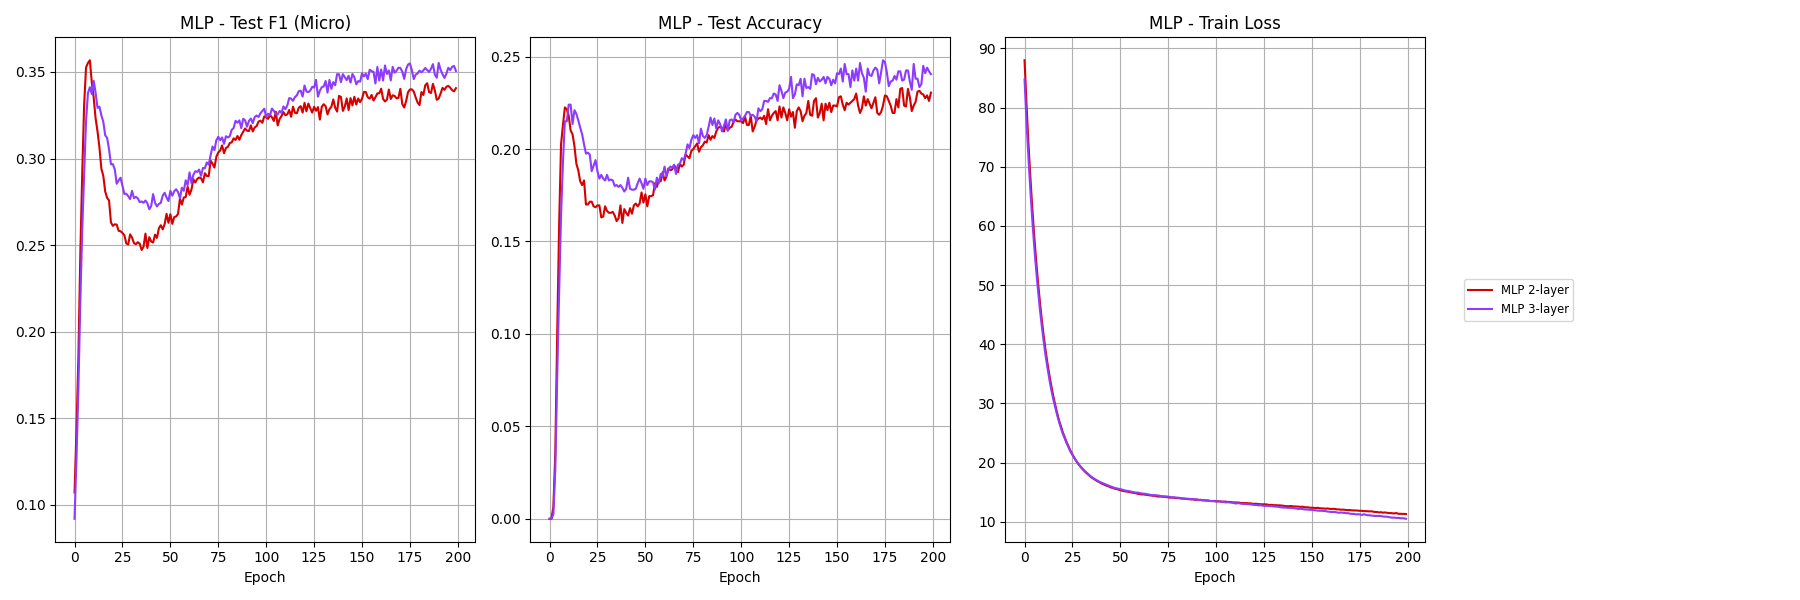 MLP - Test F1 (Micro)
0.35
0.30
0.25
0.20
0.15
0.10
0 25 50 75 100 125 150 175 200
Epoch
MLP - Test Accuracy
0.25
0.20
0.15
0.10
0.05
0.00
0 25 50 75 100 125 150 175 200
Epoch
MLP - Train Loss
90
80
70
60
50
40
30
20
10
0 25 50 75 100 125 150 175 200
Epoch
MLP 2-layer
MLP 3-layer